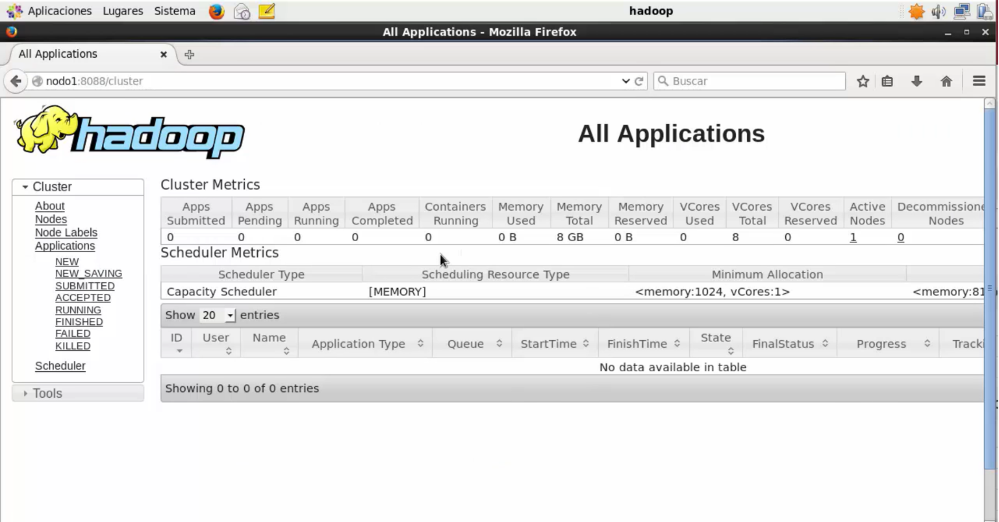 Aplicaciones Lugares Sistema hadoop
All Applications - Mozilla Firefox
All Applications
nodo1:8088/cluster Buscar
hadoop
All Applications
Cluster
About
Nodes
Node Labels
Applications
NEW
NEW_SAVING
SUBMITTED
ACCEPTED
RUNNING
FINISHED
FAILED
KILLED
Scheduler
Tools
Cluster Metrics
Apps Submitted Apps Pending Apps Running Apps Completed Containers Running Memory Used Memory Total Memory Reserved VCores Used VCores Total VCores Reserved Active Nodes Decommissione Nodes
0 0 0 0 0 0 B 8 GB 0 B 0 8 0 1 0
Scheduler Metrics
Scheduler Type Scheduling Resource Type Minimum Allocation
Capacity Scheduler [MEMORY] <memory:1024, vCores:1> <memory:81
Show 20 entries
ID User Name Application Type Queue StartTime FinishTime State FinalStatus Progress Tracki
No data available in table
Showing 0 to 0 of 0 entries